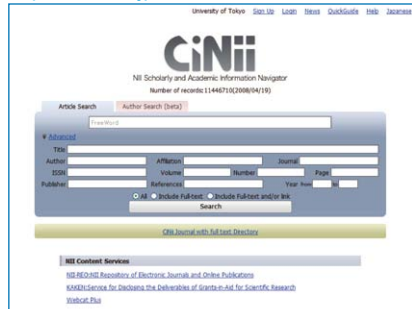 University of Tokyo Sign Up Login News QuickGuide Help Japanese
CiNii
NII Scholarly and Academic Information Navigator
Number of records:11446710(2008/04/19)
Article Search Author Search (beta)
FreeWord
Advanced
Title
Author Affiliation Journal
ISSN Volume Number Page
Publisher References Year from to
All Include Full-text Include Full-text and/or link
Search
CiNii Journal with full text Directory
NII Content Services
NII-REO:NII Repository of Electronic Journals and Online Publications
KAKEN:Service for Disclosing the Deliverables of Grants-in-Aid for Scientific Research
Webcat Plus